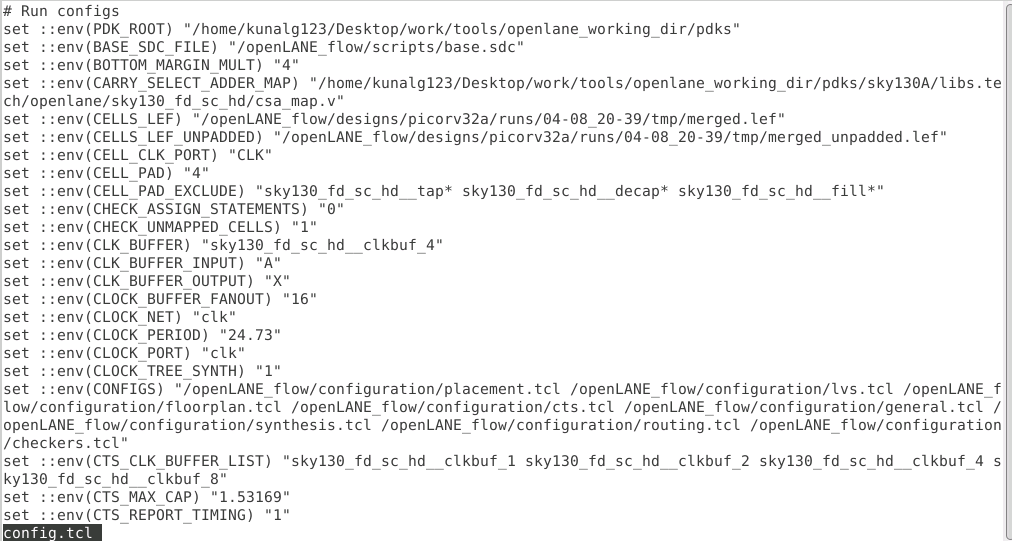 # Run configs
set ::env(PDK_ROOT) "/home/kunalg123/Desktop/work/tools/openlane_working_dir/pdks"
set ::env(BASE_SDC_FILE) "/openLANE_flow/scripts/base.sdc"
set ::env(BOTTOM_MARGIN_MULT) "4"
set ::env(CARRY_SELECT_ADDER_MAP) "/home/kunalg123/Desktop/work/tools/openlane_working_dir/pdks/sky130A/libs.te
ch/openlane/sky130_fd_sc_hd/csa_map.v"
set ::env(CELLS_LEF) "/openLANE_flow/designs/picorv32a/runs/04-08_20-39/tmp/merged.lef"
set ::env(CELLS_LEF_UNPADDED) "/openLANE_flow/designs/picorv32a/runs/04-08_20-39/tmp/merged_unpadded.lef"
set ::env(CELL_CLK_PORT) "CLK"
set ::env(CELL_PAD) "4"
set ::env(CELL_PAD_EXCLUDE) "sky130_fd_sc_hd__tap* sky130_fd_sc_hd__decap* sky130_fd_sc_hd__fill*"
set ::env(CHECK_ASSIGN_STATEMENTS) "0"
set ::env(CHECK_UNMAPPED_CELLS) "1"
set ::env(CLK_BUFFER) "sky130_fd_sc_hd__clkbuf_4"
set ::env(CLK_BUFFER_INPUT) "A"
set ::env(CLK_BUFFER_OUTPUT) "X"
set ::env(CLOCK_BUFFER_FANOUT) "16"
set ::env(CLOCK_NET) "clk"
set ::env(CLOCK_PERIOD) "24.73"
set ::env(CLOCK_PORT) "clk"
set ::env(CLOCK_TREE_SYNTH) "1"
set ::env(CONFIGS) "/openLANE_flow/configuration/placement.tcl /openLANE_flow/configuration/lvs.tcl /openLANE_f
low/configuration/floorplan.tcl /openLANE_flow/configuration/cts.tcl /openLANE_flow/configuration/general.tcl /
openLANE_flow/configuration/synthesis.tcl /openLANE_flow/configuration/routing.tcl /openLANE_flow/configuration
/checkers.tcl"
set ::env(CTS_CLK_BUFFER_LIST) "sky130_fd_sc_hd__clkbuf_1 sky130_fd_sc_hd__clkbuf_2 sky130_fd_sc_hd__clkbuf_4 s
ky130_fd_sc_hd__clkbuf_8"
set ::env(CTS_MAX_CAP) "1.53169"
set ::env(CTS_REPORT_TIMING) "1"
config.tcl